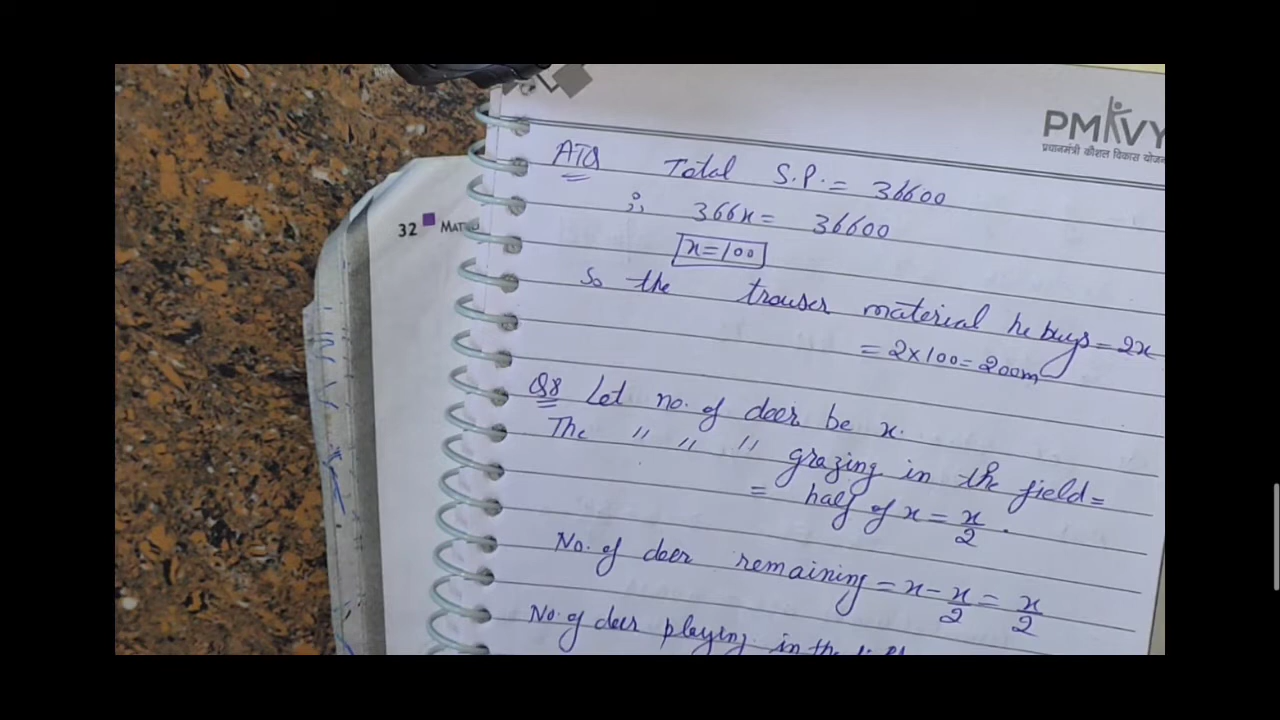 PMKVY
प्रधानमंत्री कौशल विकास योजन
32 MATH
ATQ Total S.P. = 36600
∴ 366x = 36600
x=100
So the trouser material he buys = 2x
= 2x100 = 200m
Q8 Let no. of deer be x.
The " " " grazing in the field =
= half of x = x/2 .
No. of deer remaining = x - x/2 = x/2
No. of deer playing in the